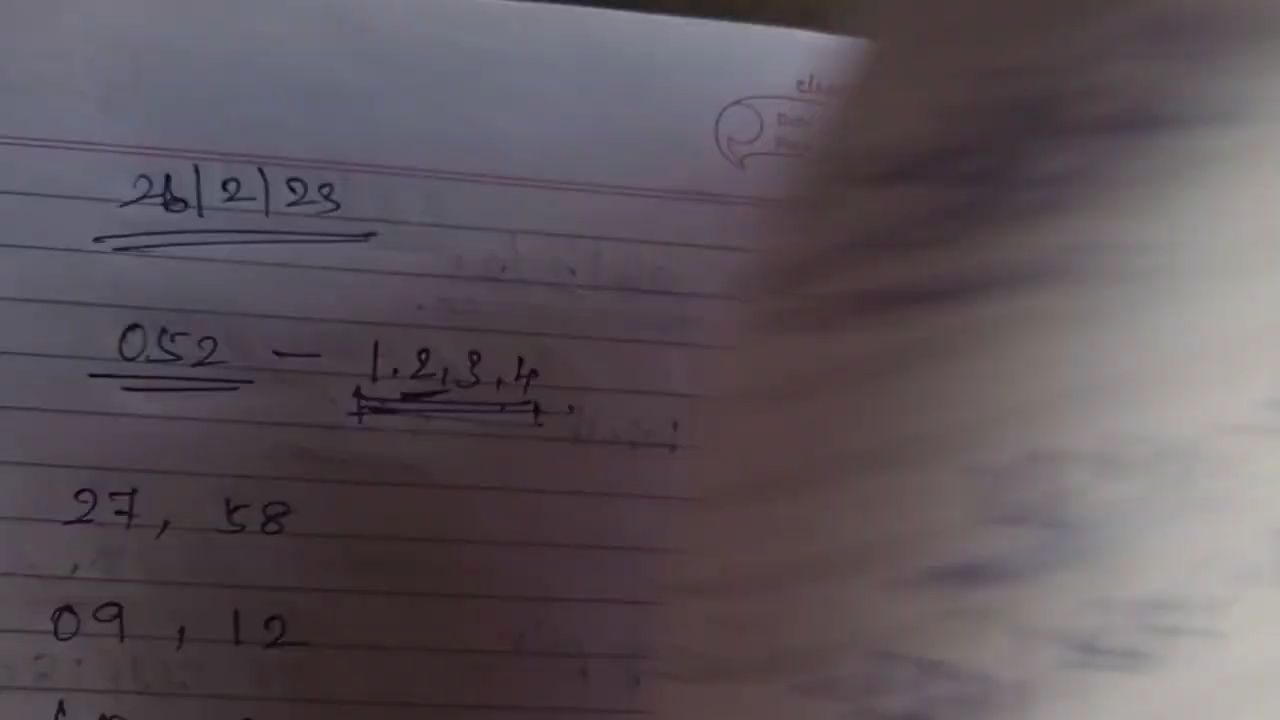 26/2/23
052 — 1.2,3,4
27, 58
09, 12